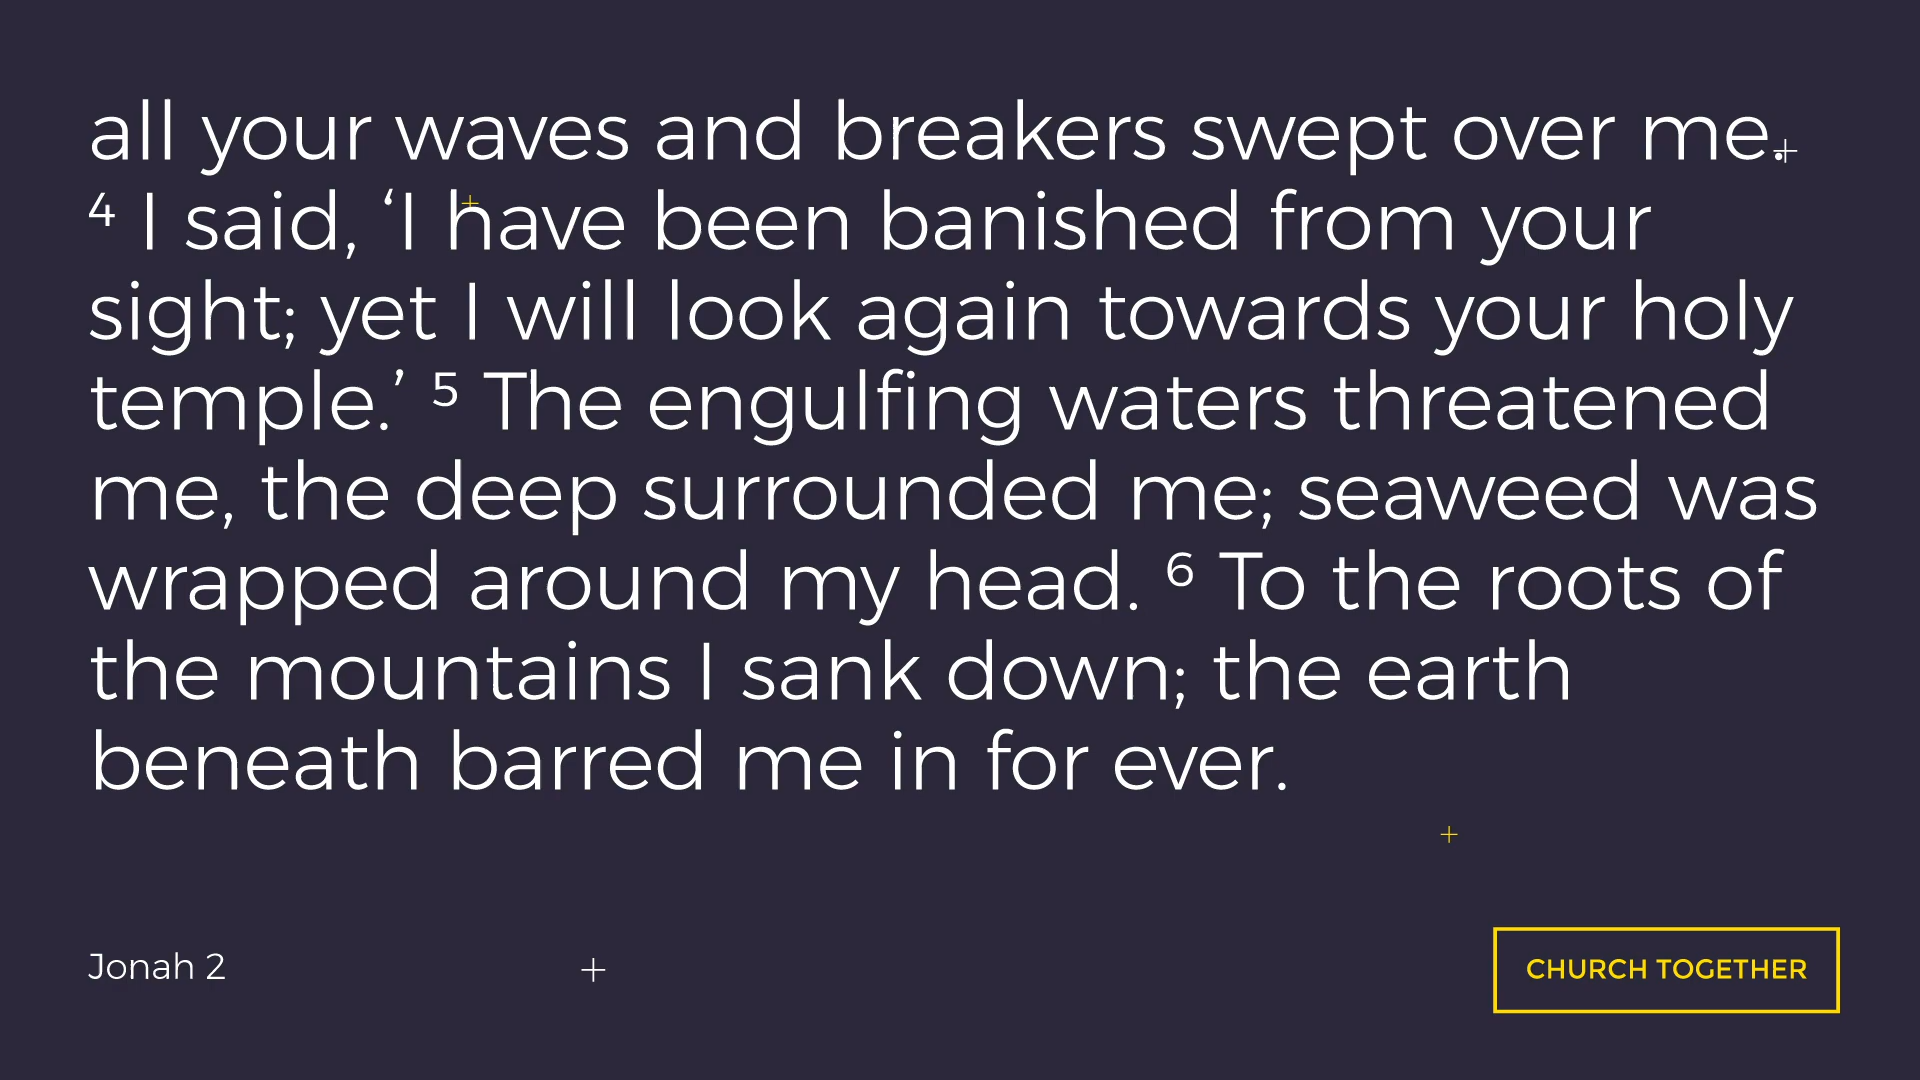 all your waves and breakers swept over me.
⁴ I said, ‘I have been banished from your
sight; yet I will look again towards your holy
temple.’ ⁵ The engulfing waters threatened
me, the deep surrounded me; seaweed was
wrapped around my head. ⁶ To the roots of
the mountains I sank down; the earth
beneath barred me in for ever.
Jonah 2
CHURCH TOGETHER